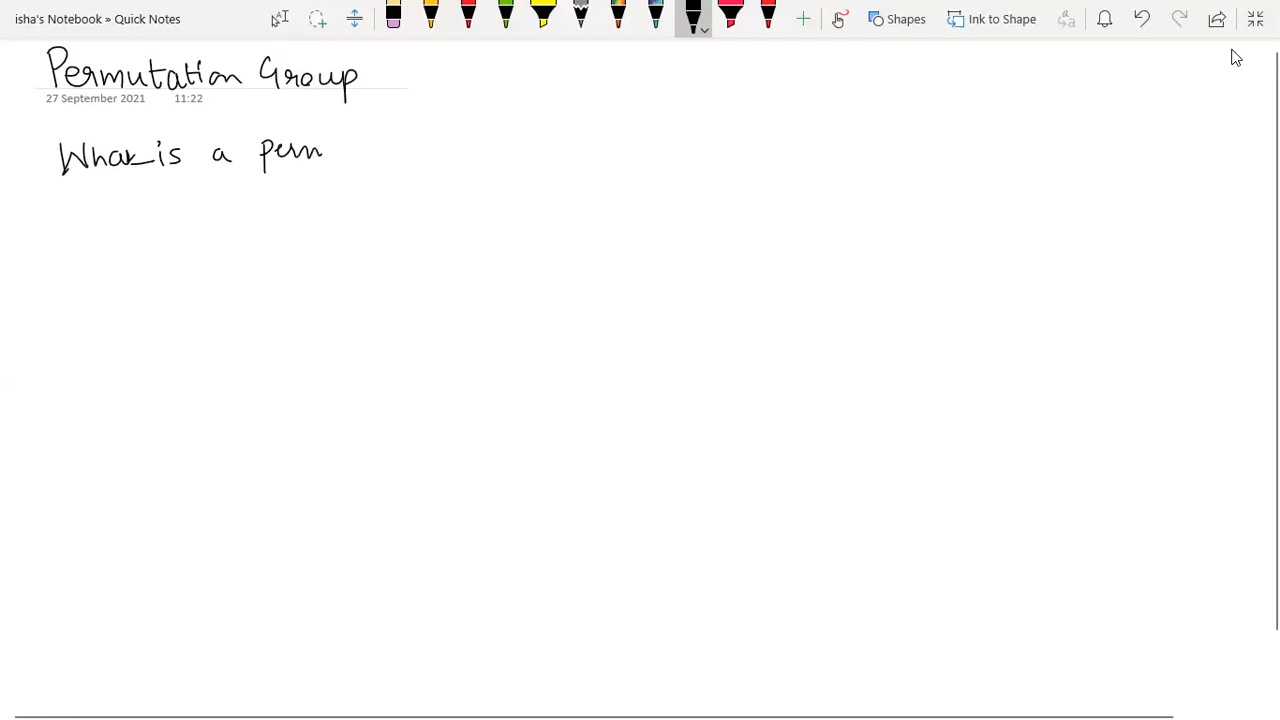 isha's Notebook » Quick Notes
Shapes
Ink to Shape
Permutation Group
27 September 2021 11:22
What is a perm